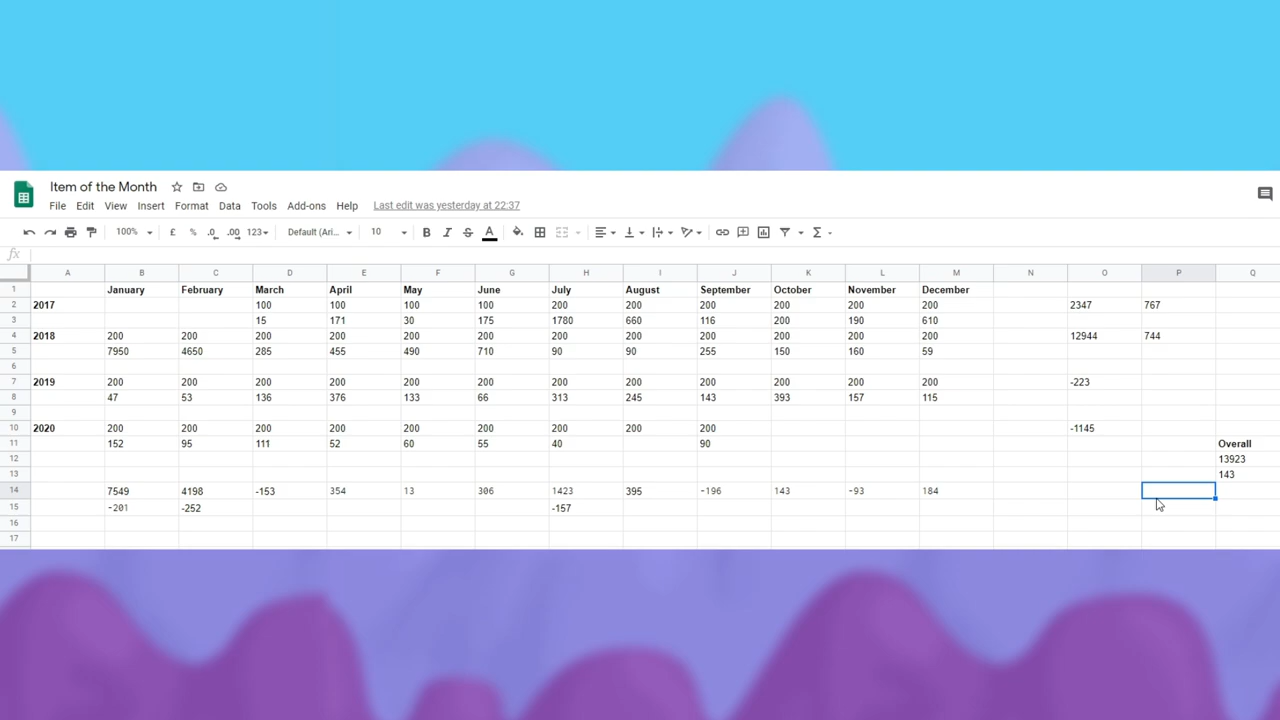 Item of the Month
File Edit View Insert Format Data Tools Add-ons Help Last edit was yesterday at 22:37
100% £ % .0 .00 123 Default (Ari... 10 B I S A
fx
A B C D E F G H I J K L M N O P Q
1 January February March April May June July August September October November December
2 2017 100 100 100 100 200 200 200 200 200 200 2347 767
3 15 171 30 175 1780 660 116 200 190 610
4 2018 200 200 200 200 200 200 200 200 200 200 200 200 12944 744
5 7950 4650 285 455 490 710 90 90 255 150 160 59
6
7 2019 200 200 200 200 200 200 200 200 200 200 200 200 -223
8 47 53 136 376 133 66 313 245 143 393 157 115
9
10 2020 200 200 200 200 200 200 200 200 200 -1145
11 152 95 111 52 60 55 40 90 Overall
12 13923
13 143
14 7549 4198 -153 354 13 306 1423 395 -196 143 -93 184
15 -201 -252 -157
16
17